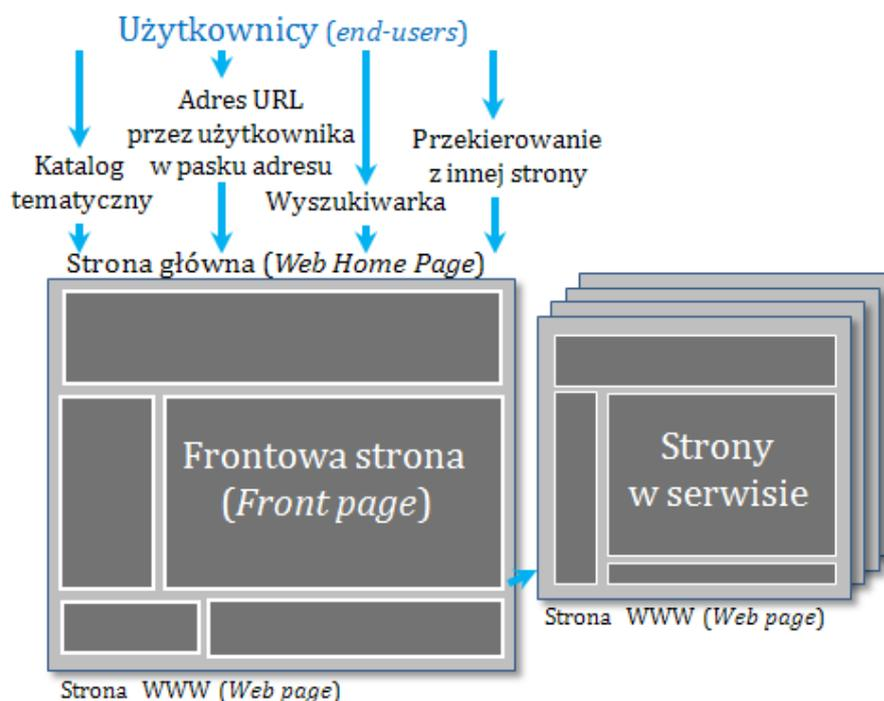 Użytkownicy (end-users)
Adres URL
przez użytkownika
w pasku adresu
Katalog
tematyczny
Wyszukiwarka
Przekierowanie
z innej strony
Strona główna (Web Home Page)
Frontowa strona
(Front page)
Strony
w serwisie
Strona WWW (Web page)
Strona WWW (Web page)